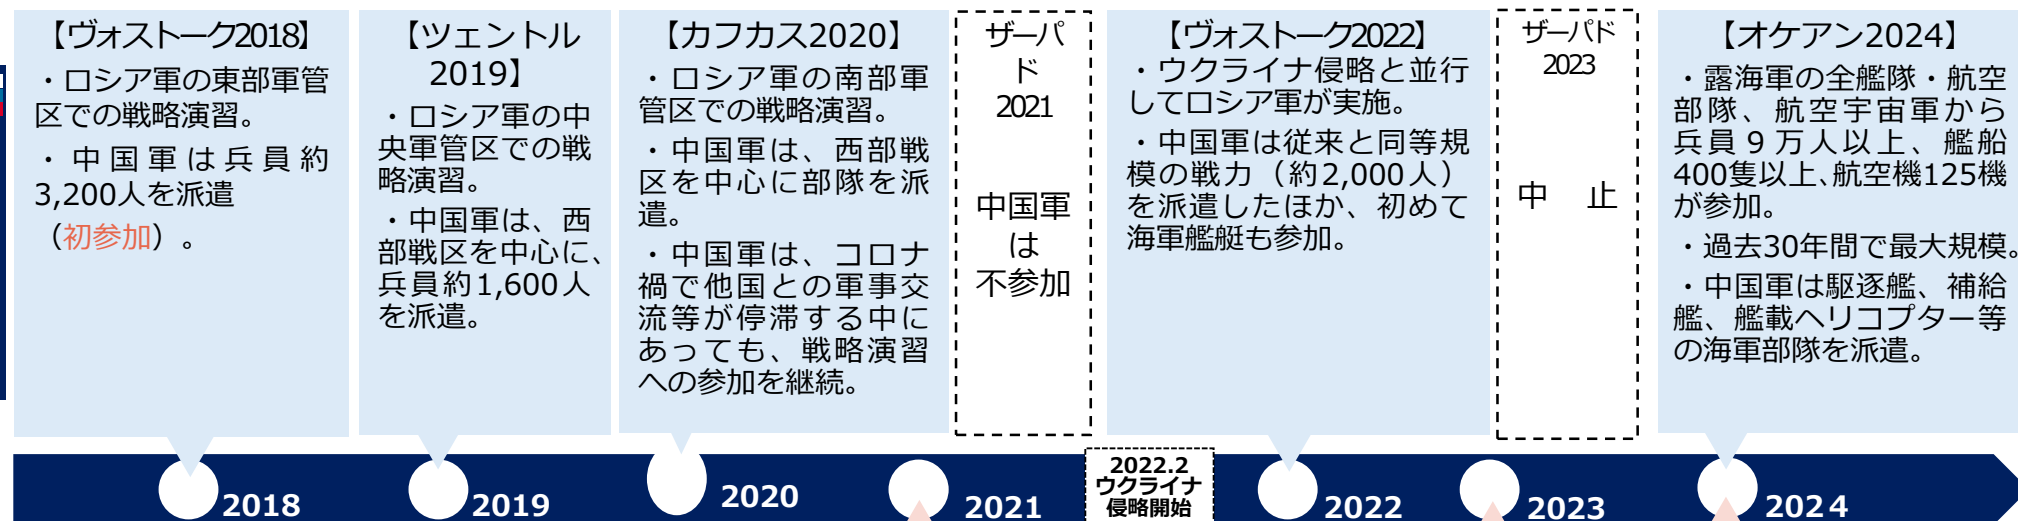 【ヴォストーク2018】
・ロシア軍の東部軍管
区での戦略演習。
・中国軍は兵員約
3,200人を派遣
（初参加）。
【ツェントル
2019】
・ロシア軍の中
央軍管区での戦
略演習。
・中国軍は、西
部戦区を中心に、
兵員約1,600人
を派遣。
【カフカス2020】
・ロシア軍の南部軍
管区での戦略演習。
・中国軍は、西部戦
区を中心に部隊を派
遣。
・中国軍は、コロナ
禍で他国との軍事交
流等が停滞する中に
あっても、戦略演習
への参加を継続。
ザーパ
ド
2021
中国軍
は
不参加
【ヴォストーク2022】
・ウクライナ侵略と並行
してロシア軍が実施。
・中国軍は従来と同等規
模の戦力（約2,000人）
を派遣したほか、初めて
海軍艦艇も参加。
ザーパド
2023
中　止
【オケアン2024】
・露海軍の全艦隊・航空
部隊、航空宇宙軍から
兵員９万人以上、艦船
400隻以上、航空機125機
が参加。
・過去30年間で最大規模。
・中国軍は駆逐艦、補給
艦、艦載ヘリコプター等
の海軍部隊を派遣。
2018
2019
2020
2021
2022.2
ウクライナ
侵略開始
2022
2023
2024